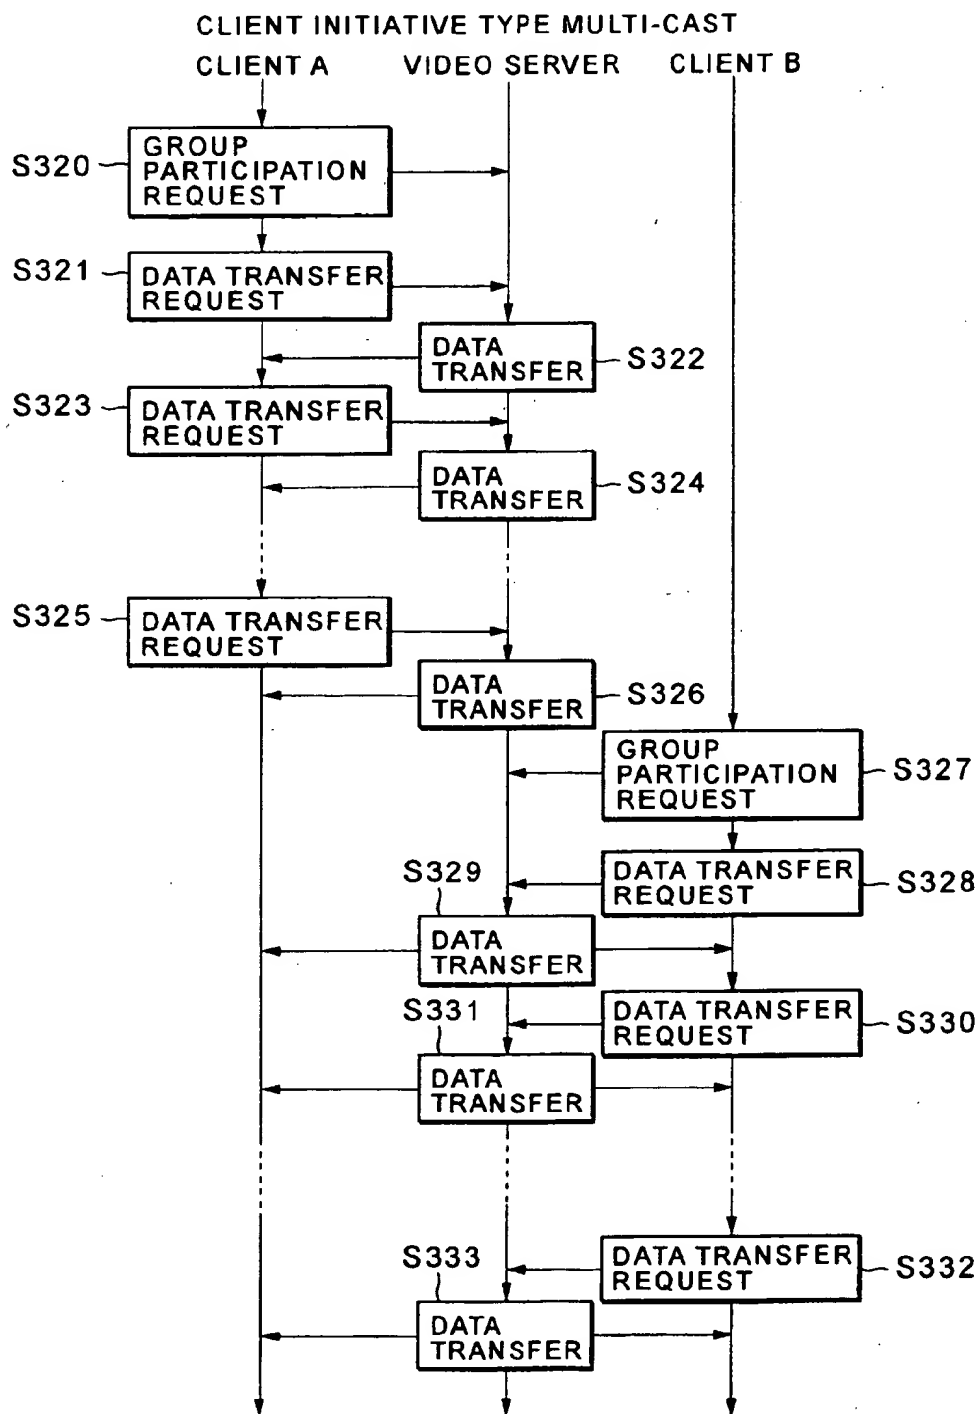 CLIENT INITIATIVE TYPE MULTI-CAST
CLIENT A VIDEO SERVER CLIENT B
S320
GROUP
PARTICIPATION
REQUEST
S321
DATA TRANSFER
REQUEST
DATA
TRANSFER
S322
S323
DATA TRANSFER
REQUEST
DATA
TRANSFER
S324
S325
DATA TRANSFER
REQUEST
DATA
TRANSFER
S326
GROUP
PARTICIPATION
REQUEST
S327
DATA TRANSFER
REQUEST
S328
S329
DATA
TRANSFER
DATA TRANSFER
REQUEST
S330
S331
DATA
TRANSFER
DATA TRANSFER
REQUEST
S332
S333
DATA
TRANSFER